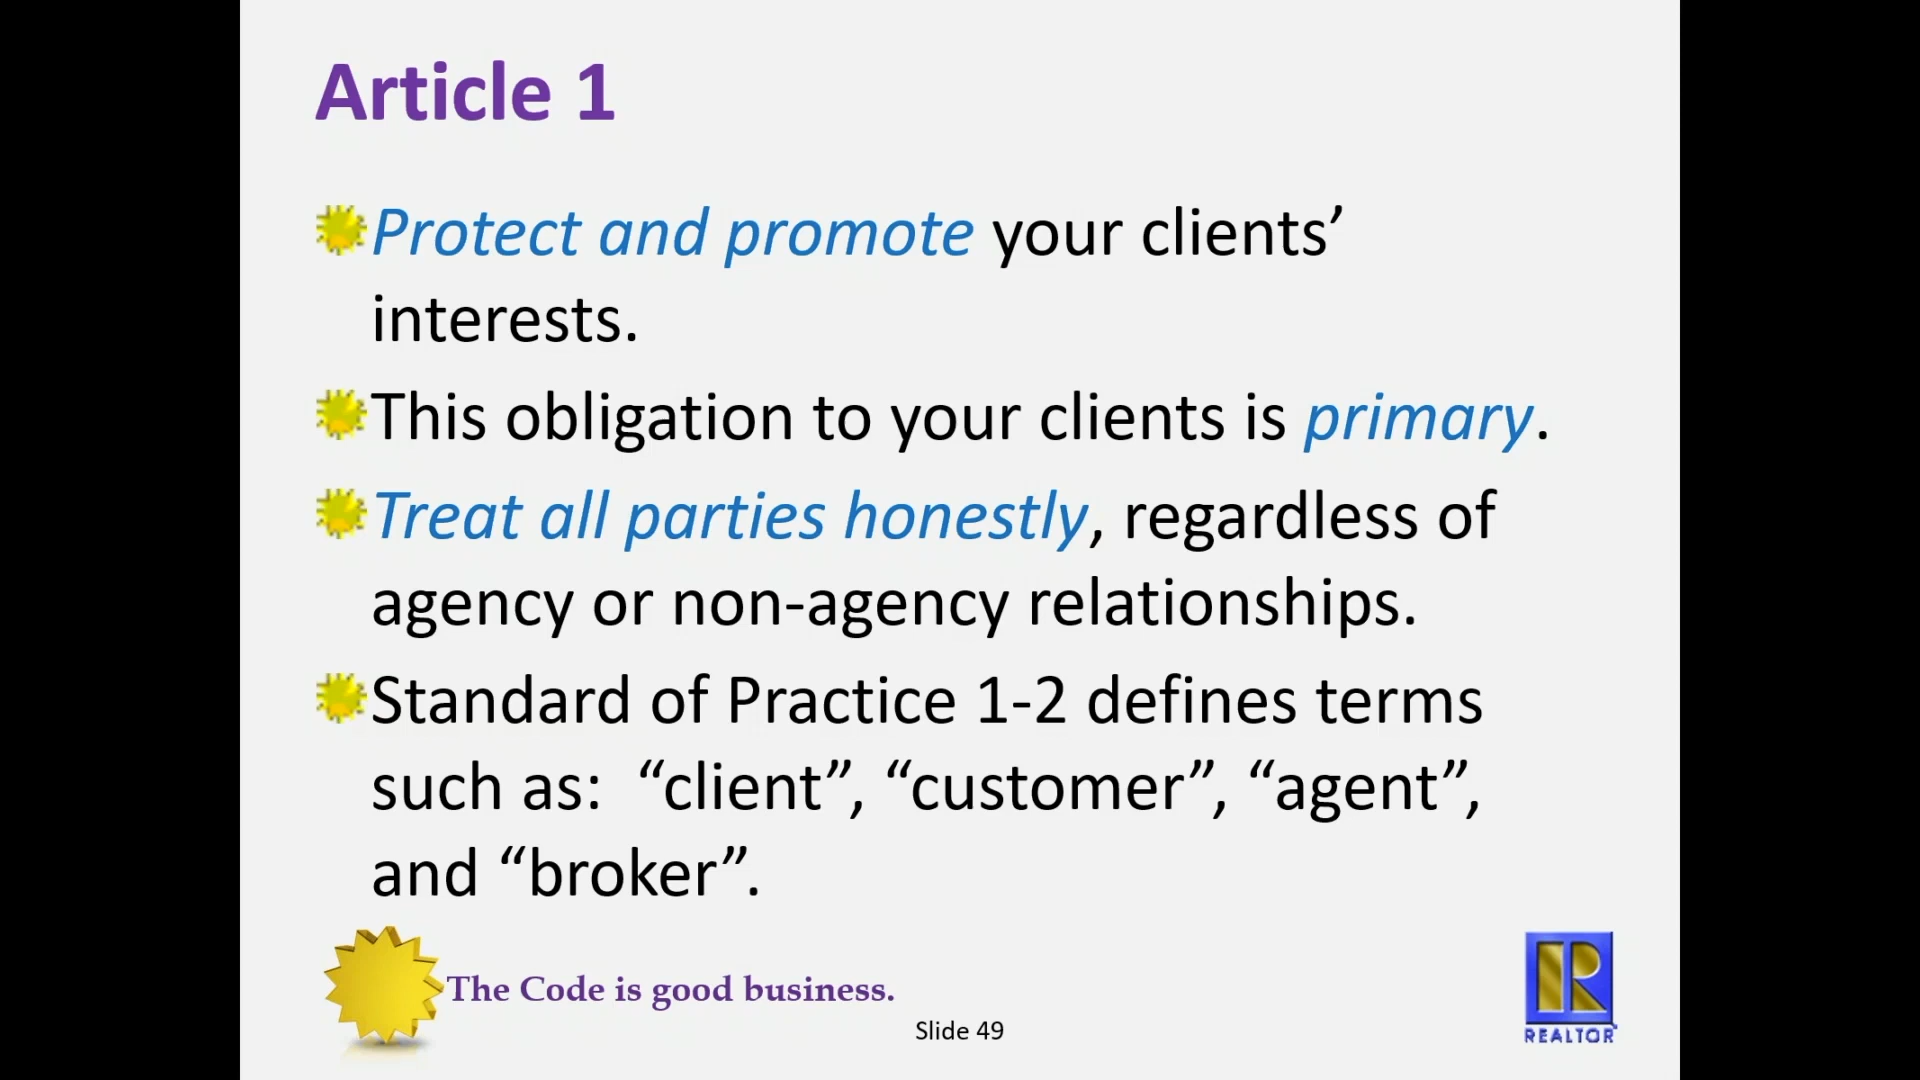 Article 1
Protect and promote your clients’
interests.
This obligation to your clients is primary.
Treat all parties honestly, regardless of
agency or non-agency relationships.
Standard of Practice 1-2 defines terms
such as:  “client”, “customer”, “agent”,
and “broker”.
The Code is good business.
Slide 49
R
REALTOR